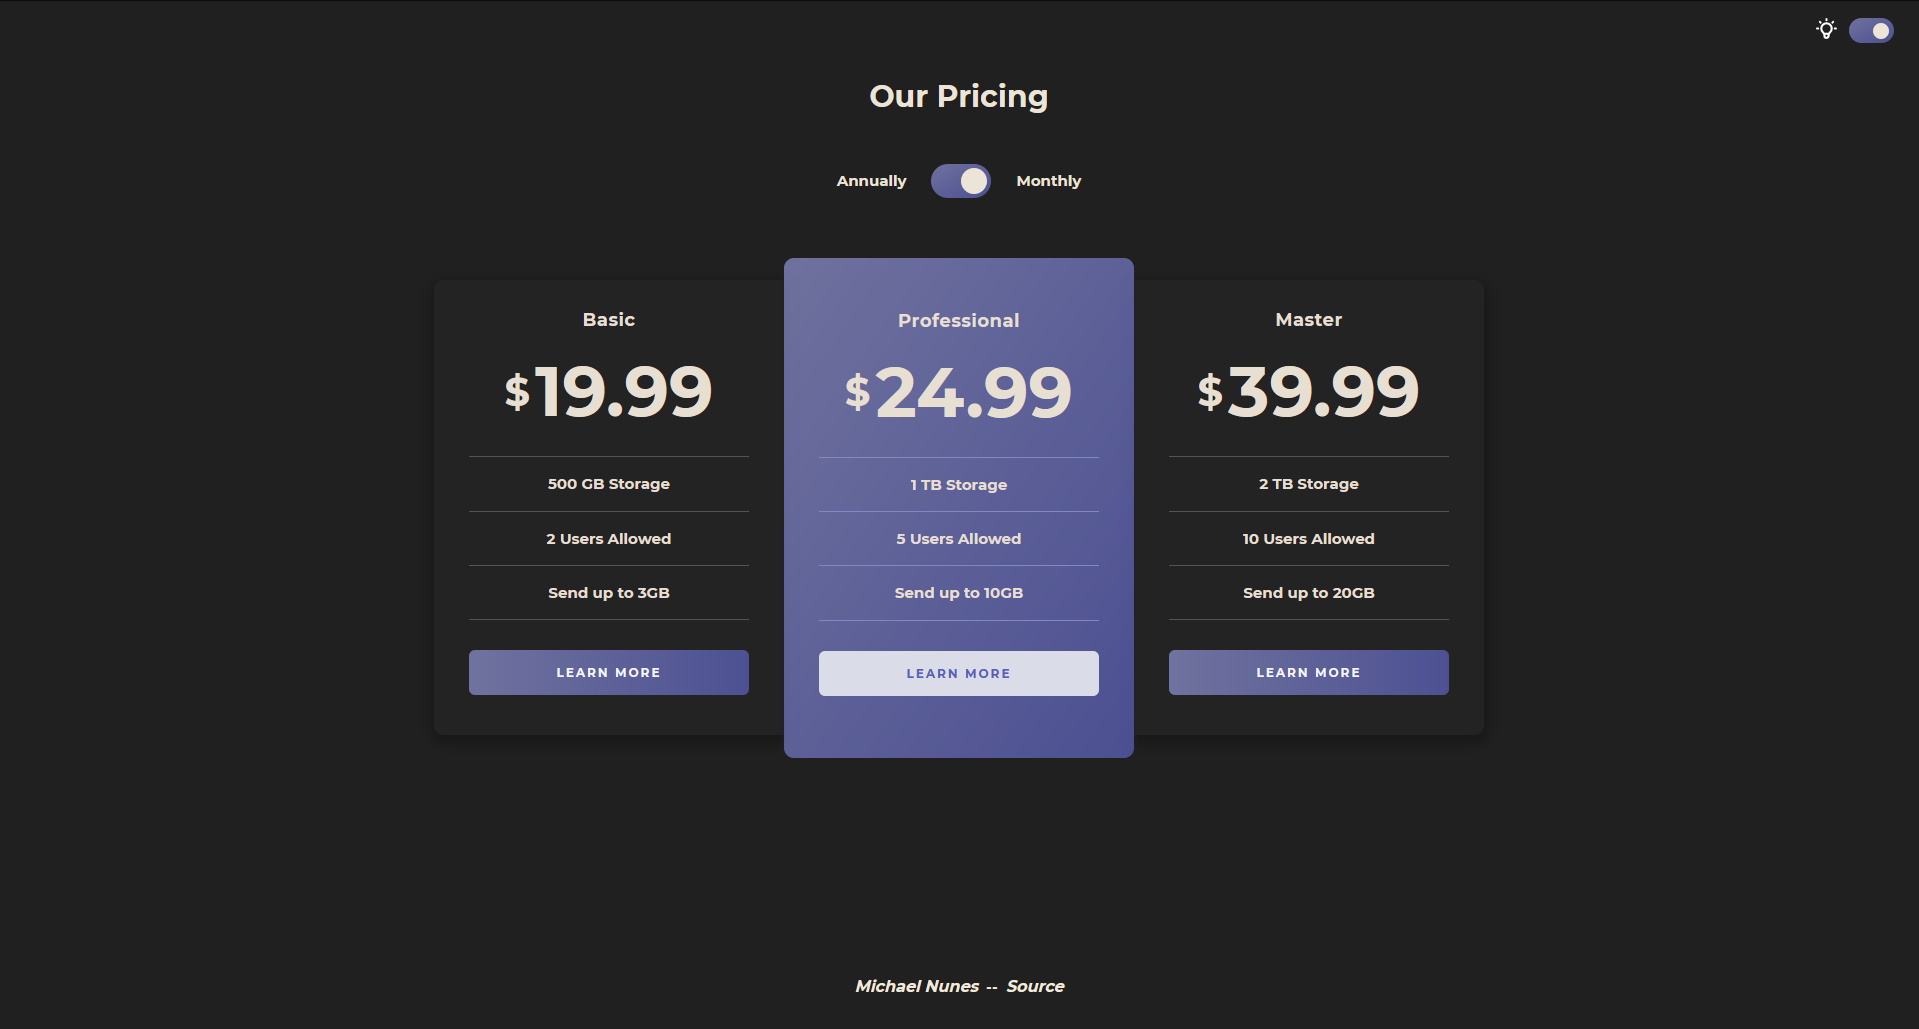 Our Pricing
Annually Monthly
Basic
$19.99
500 GB Storage
2 Users Allowed
Send up to 3GB
LEARN MORE
Professional
$24.99
1 TB Storage
5 Users Allowed
Send up to 10GB
LEARN MORE
Master
$39.99
2 TB Storage
10 Users Allowed
Send up to 20GB
LEARN MORE
Michael Nunes -- Source